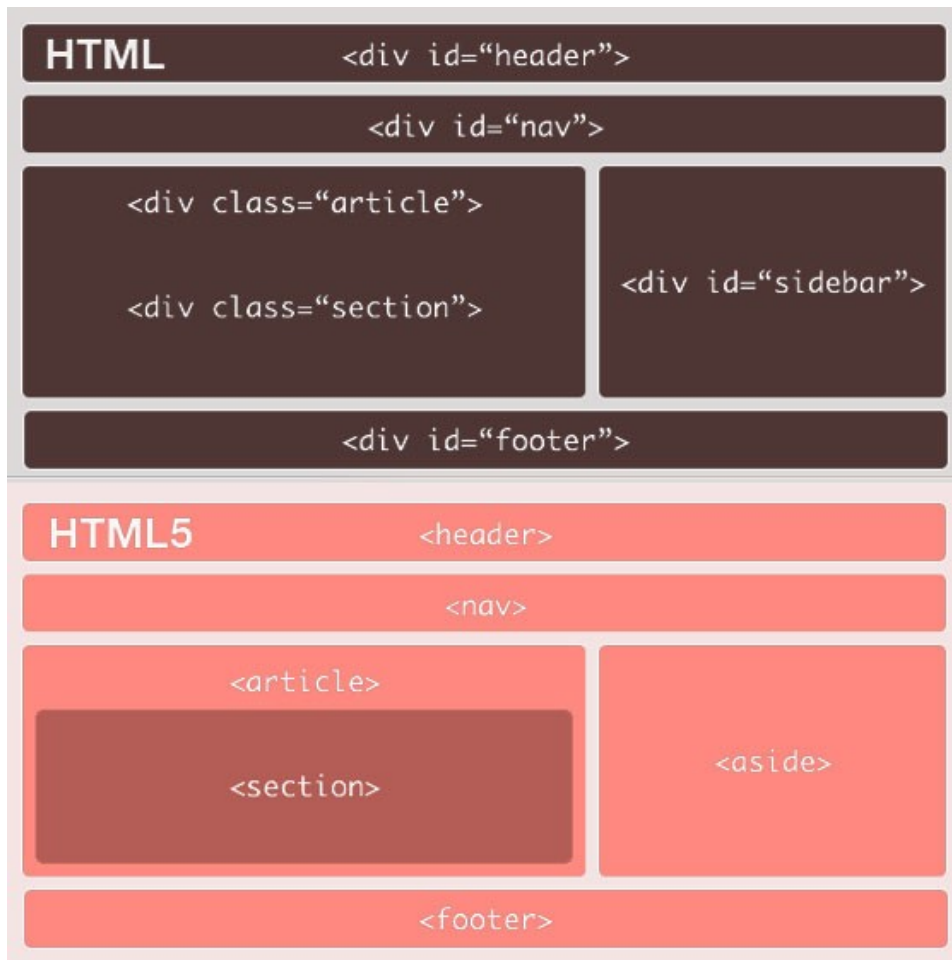 HTML <div id=“header”>
<div id=“nav”>
<div class=“article”>
<div class=“section”>
<div id=“sidebar”>
<div id=“footer”>
HTML5 <header>
<nav>
<article>
<section>
<aside>
<footer>